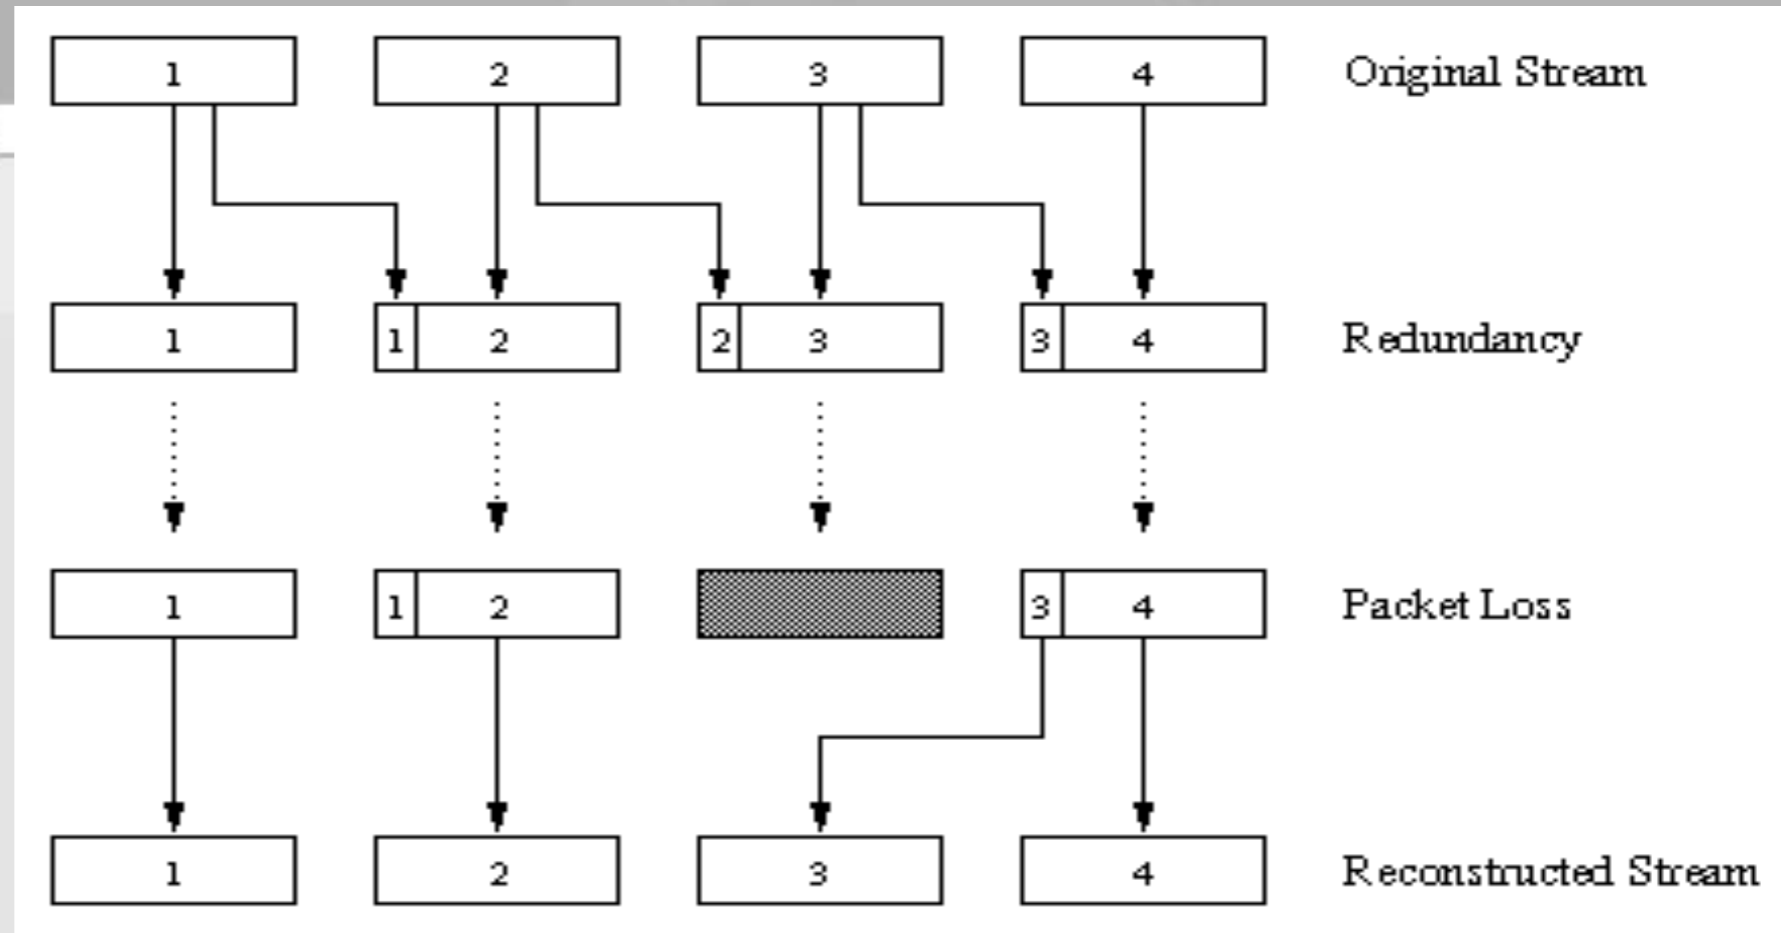 1 2 3 4 Original Stream
1 1 2 2 3 3 4 Redundancy
1 1 2 3 4 Packet Loss
1 2 3 4 Reconstructed Stream